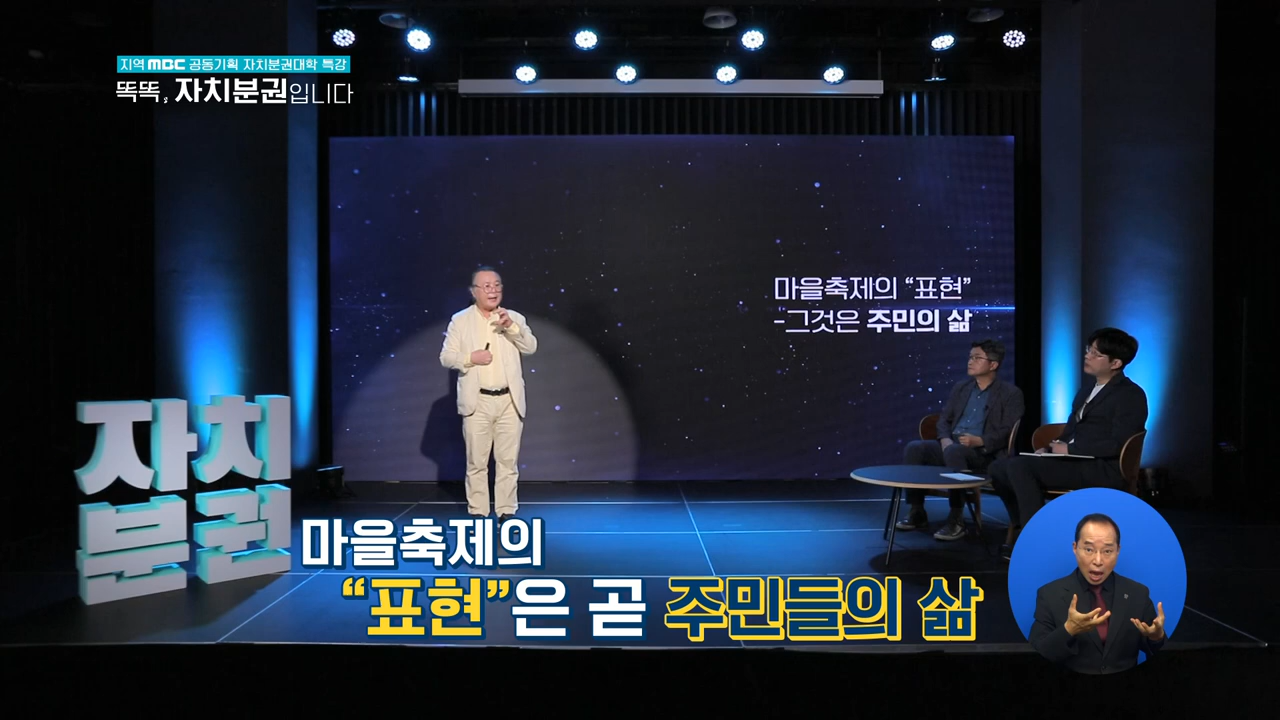 지역 MBC 공동기획 자치분권대학 특강
똑똑, 자치분권입니다
마을축제의 “표현”
-그것은 주민의 삶
자치
분권
마을축제의
“표현”은 곧 주민들의 삶